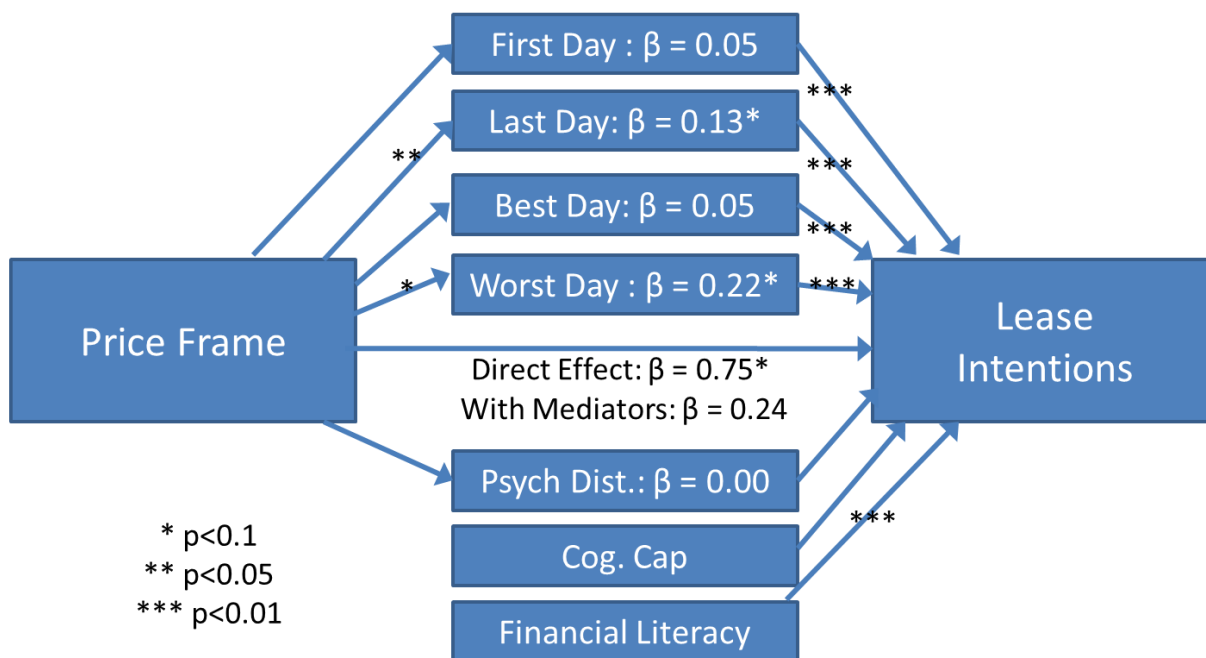 First Day : β = 0.05
***
Last Day: β = 0.13*
**
***
Best Day: β = 0.05
***
Worst Day : β = 0.22*
*
***
Price Frame
Lease
Intentions
Direct Effect: β = 0.75*
With Mediators: β = 0.24
Psych Dist.: β = 0.00
***
Cog. Cap
Financial Literacy
* p<0.1
** p<0.05
*** p<0.01